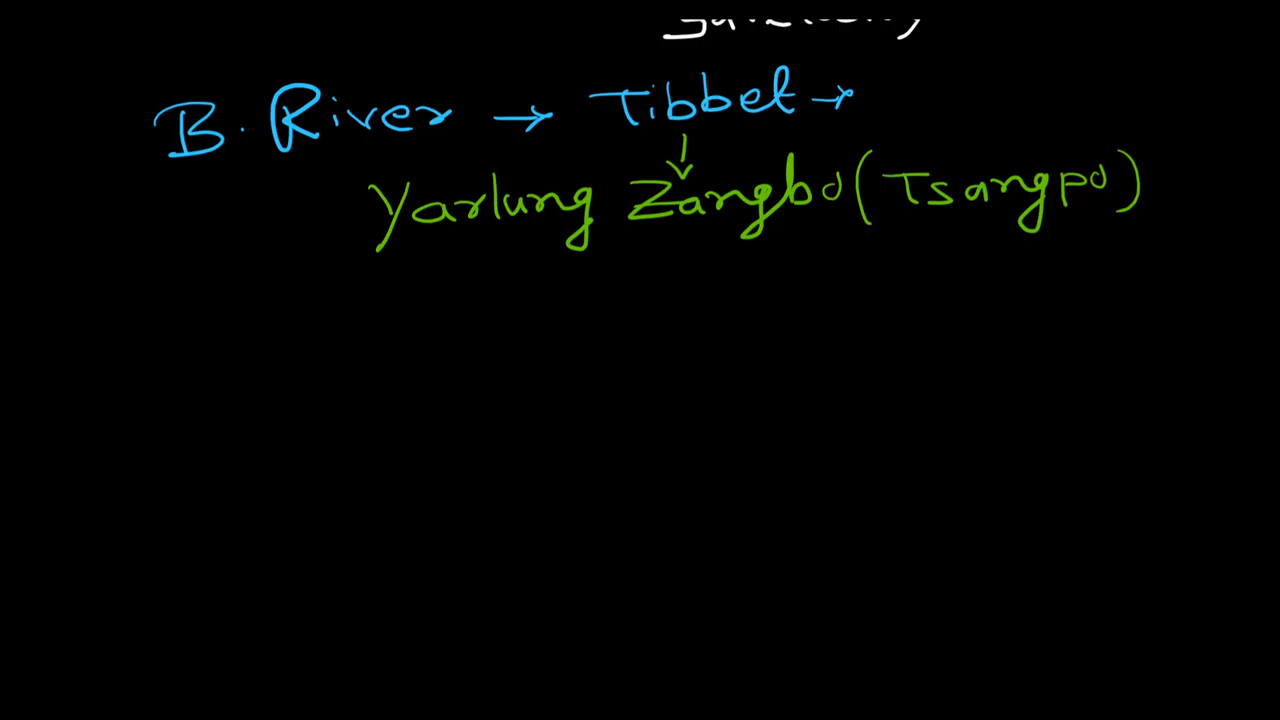 B. River → Tibbet →
↓
Yarlung Zangbo (Tsangpo)